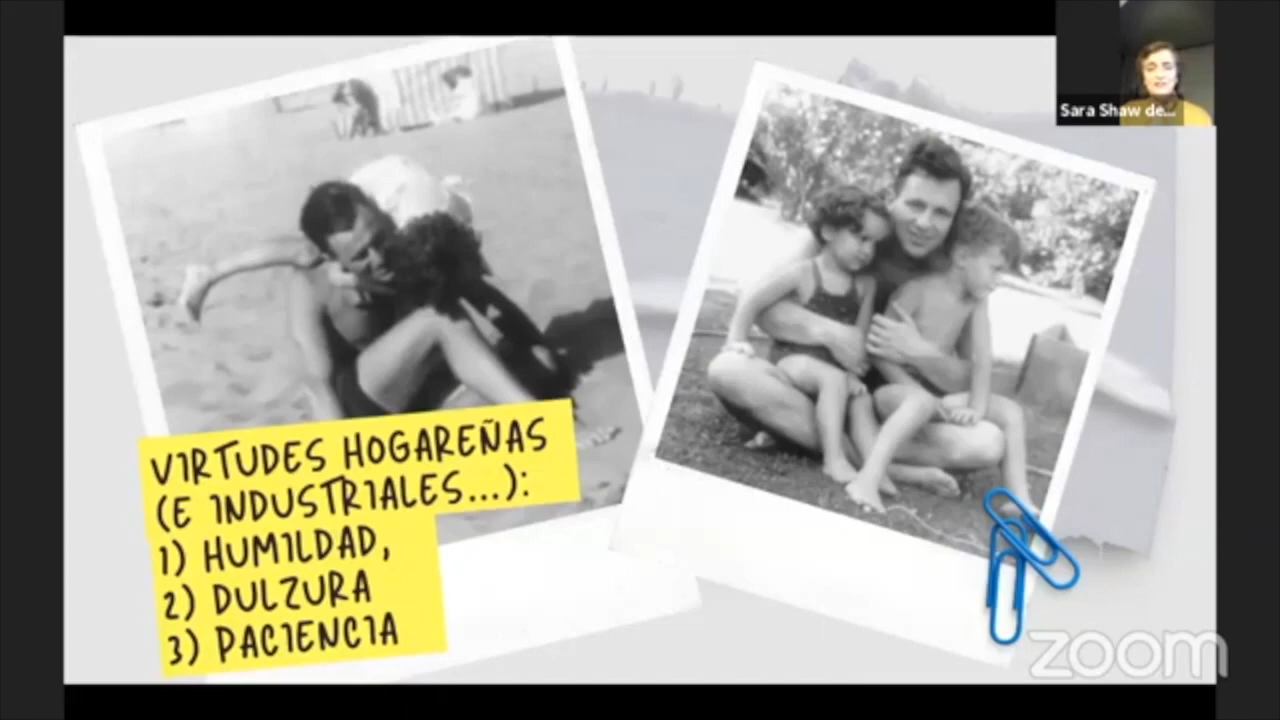 Sara Shaw de...
VIRTUDES HOGAREÑAS
(E INDUSTRIALES...):
1) HUMILDAD,
2) DULZURA
3) PACIENCIA
zoom